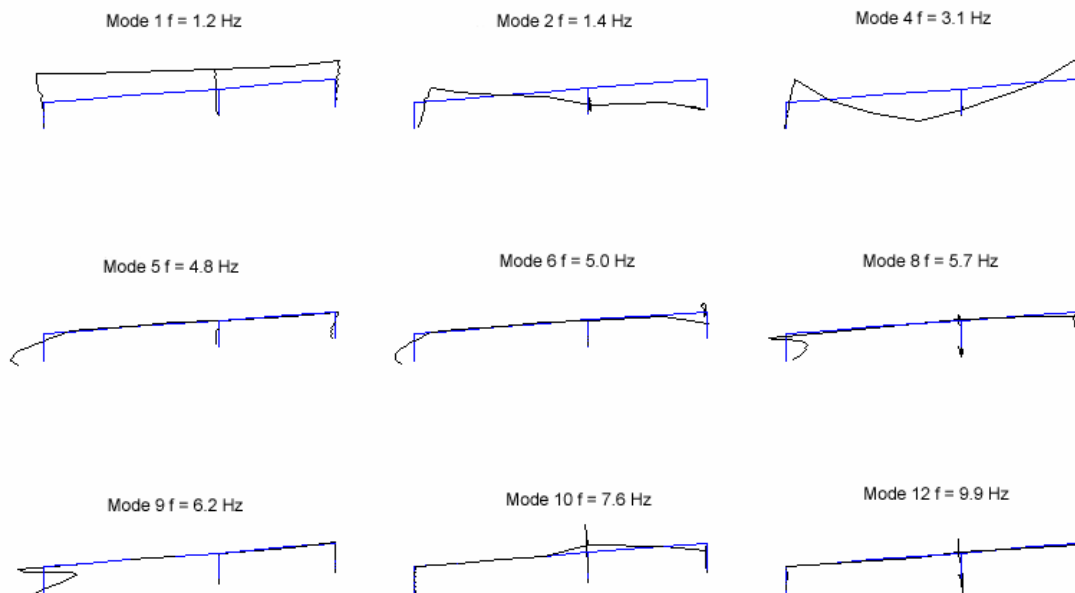 Mode 1 f = 1.2 Hz
Mode 2 f = 1.4 Hz
Mode 4 f = 3.1 Hz
Mode 5 f = 4.8 Hz
Mode 6 f = 5.0 Hz
Mode 8 f = 5.7 Hz
Mode 9 f = 6.2 Hz
Mode 10 f = 7.6 Hz
Mode 12 f = 9.9 Hz